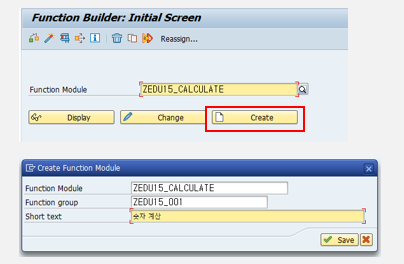 Function Builder: Initial Screen
Reassign...
Function Module ZEDU15_CALCULATE
Display Change Create
Create Function Module
Function Module ZEDU15_CALCULATE
Function group ZEDU15_001
Short text 숫자 계산
Save